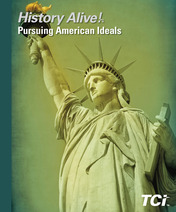 History Alive!
Pursuing American Ideals
TCi